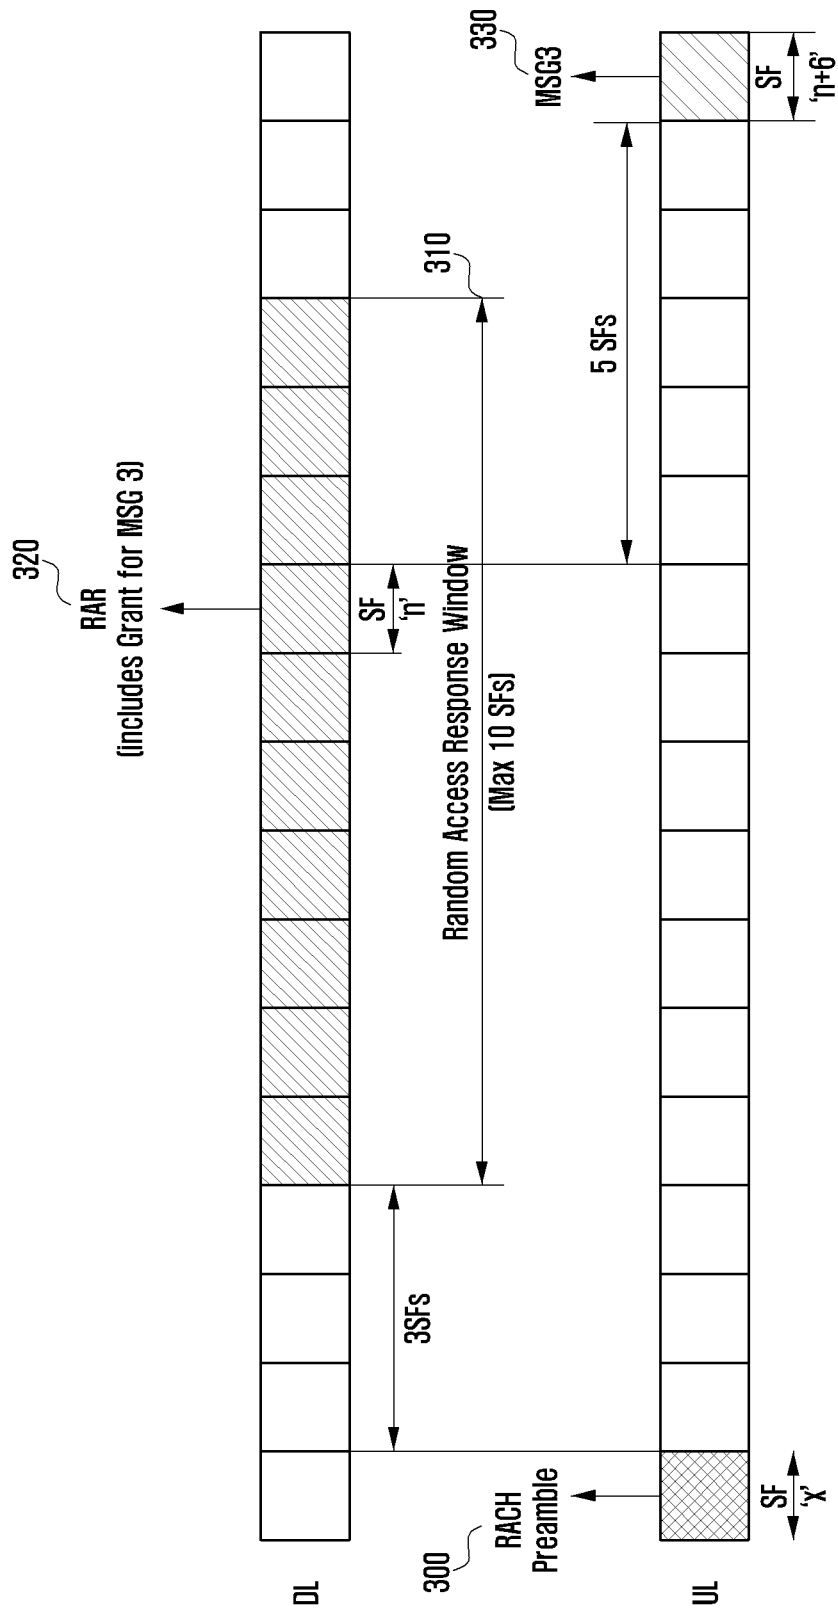 320
RAR
(includes Grant for MSG 3)
DL
SF
'n'
3SFs
310
Random Access Response Window
(Max 10 SFs)
300
RACH
Preamble
330
MSG3
5 SFs
UL
SF
'x'
SF
'n+6'